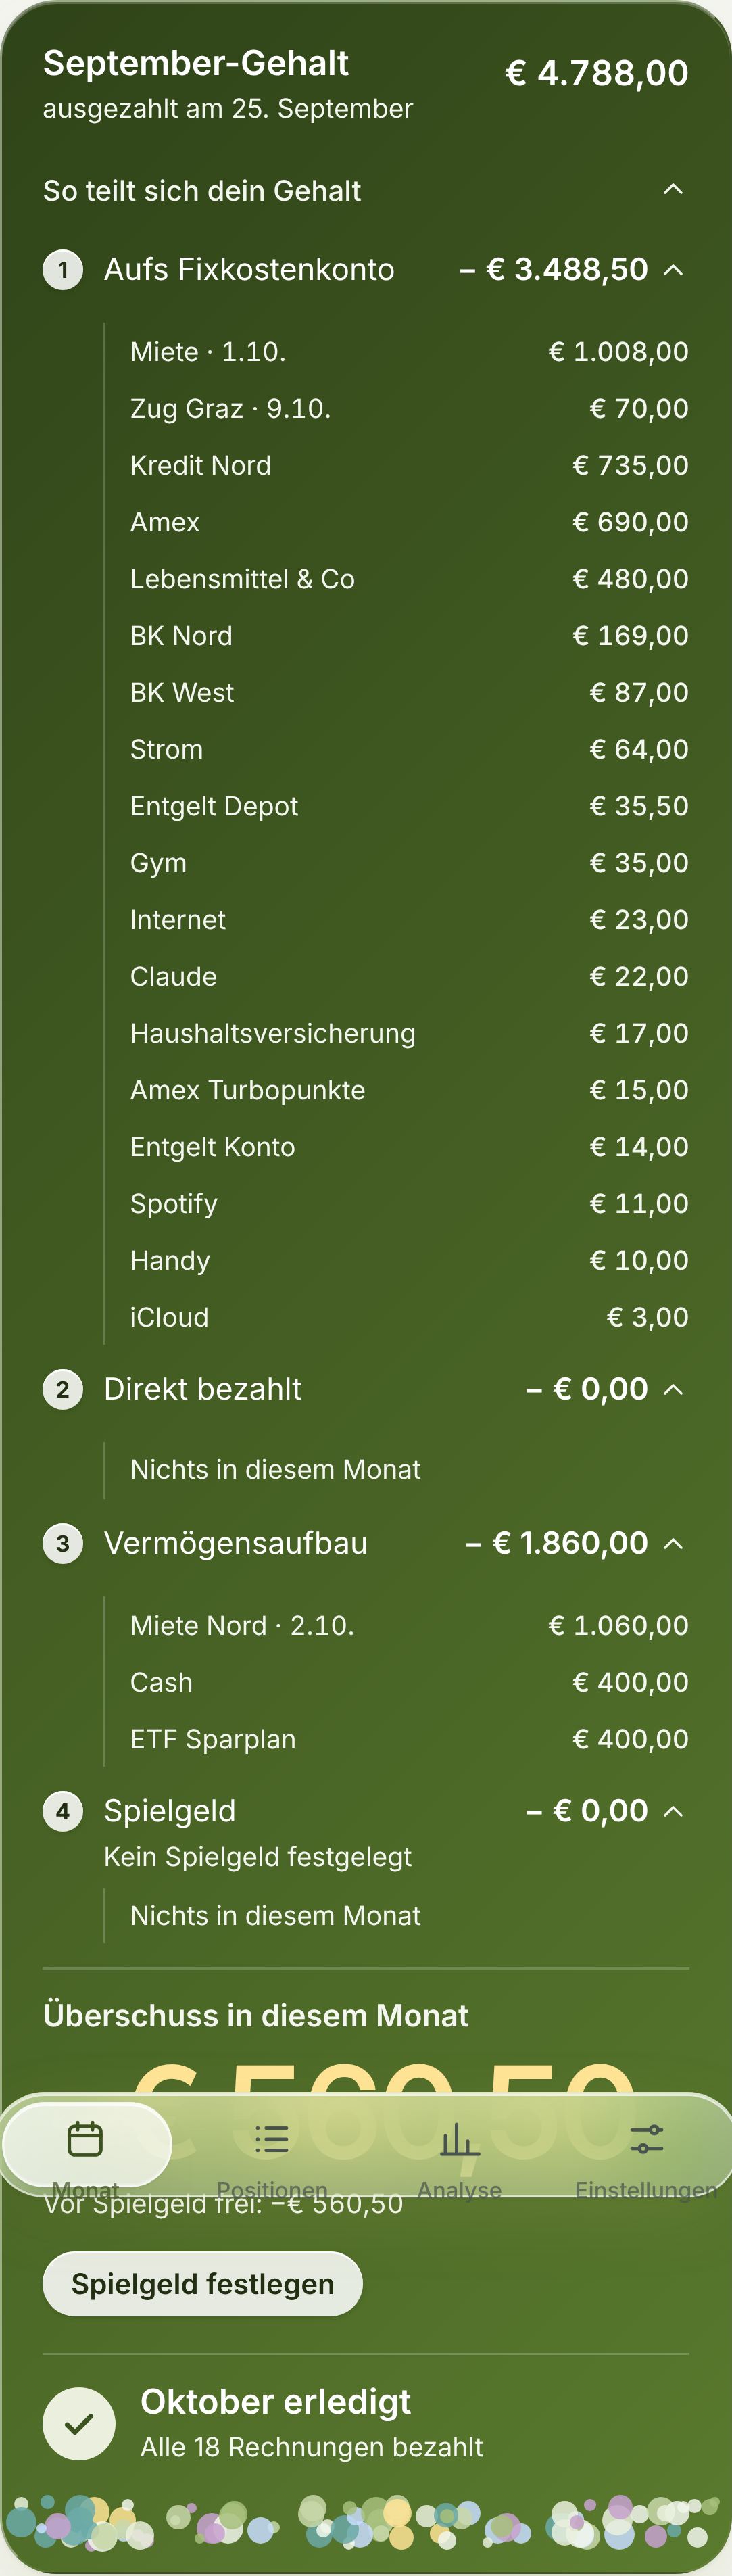 September-Gehalt
€ 4.788,00
ausgezahlt am 25. September
So teilt sich dein Gehalt
1 Aufs Fixkostenkonto – € 3.488,50
Miete · 1.10. € 1.008,00
Zug Graz · 9.10. € 70,00
Kredit Nord € 735,00
Amex € 690,00
Lebensmittel & Co € 480,00
BK Nord € 169,00
BK West € 87,00
Strom € 64,00
Entgelt Depot € 35,50
Gym € 35,00
Internet € 23,00
Claude € 22,00
Haushaltsversicherung € 17,00
Amex Turbopunkte € 15,00
Entgelt Konto € 14,00
Spotify € 11,00
Handy € 10,00
iCloud € 3,00
2 Direkt bezahlt – € 0,00
Nichts in diesem Monat
3 Vermögensaufbau – € 1.860,00
Miete Nord · 2.10. € 1.060,00
Cash € 400,00
ETF Sparplan € 400,00
4 Spielgeld – € 0,00
Kein Spielgeld festgelegt
Nichts in diesem Monat
Überschuss in diesem Monat
€ 560,50
Monat Positionen Analyse Einstellungen
Vor Spielgeld frei: −€ 560,50
Spielgeld festlegen
Oktober erledigt
Alle 18 Rechnungen bezahlt